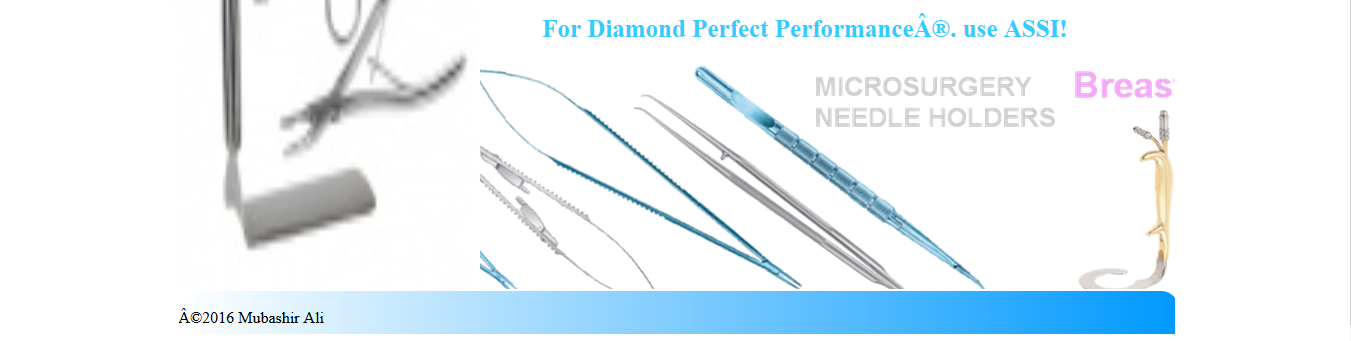 For Diamond Perfect PerformanceÂ®. use ASSI!
MICROSURGERY
NEEDLE HOLDERS
Breas
Â©2016 Mubashir Ali